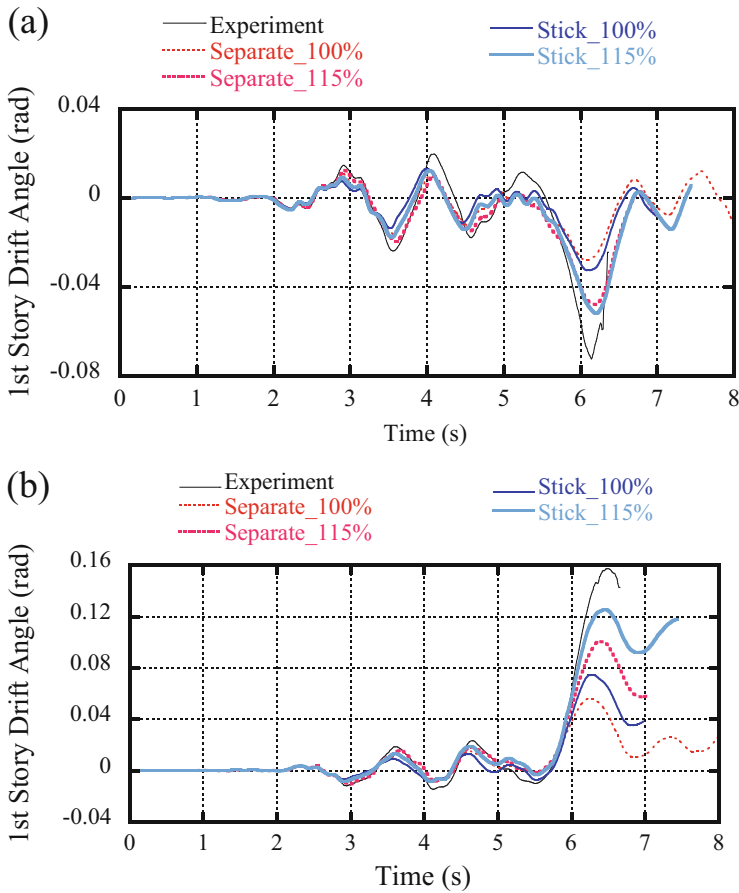 (a)
Experiment
Separate_100%
Separate_115%
Stick_100%
Stick_115%
1st Story Drift Angle (rad)
0.04
0
-0.04
-0.08
0 1 2 3 4 5 6 7 8
Time (s)
(b)
Experiment
Separate_100%
Separate_115%
Stick_100%
Stick_115%
1st Story Drift Angle (rad)
0.16
0.12
0.08
0.04
0
-0.04
0 1 2 3 4 5 6 7 8
Time (s)